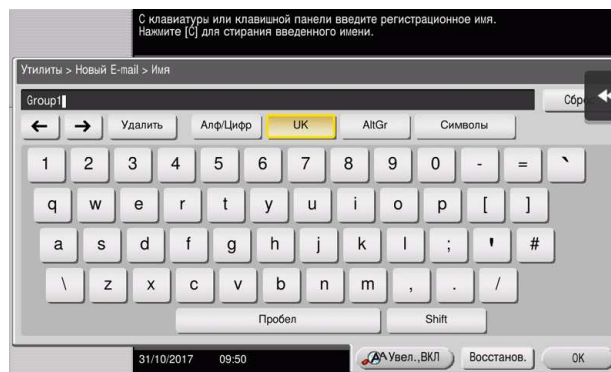 С клавиатуры или клавишной панели введите регистрационное имя.
Нажмите [C] для стирания введенного имени.
Утилиты > Новый E-mail > Имя
Group1
← → Удалить Алф/Цифр UK AltGr Символы
1 2 3 4 5 6 7 8 9 0 - = `
q w e r t y u i o p [ ]
a s d f g h j k l ; ' #
\ z x c v b n m , . /
Пробел Shift
31/10/2017 09:50 Увел.,ВКЛ Восстанов. OK